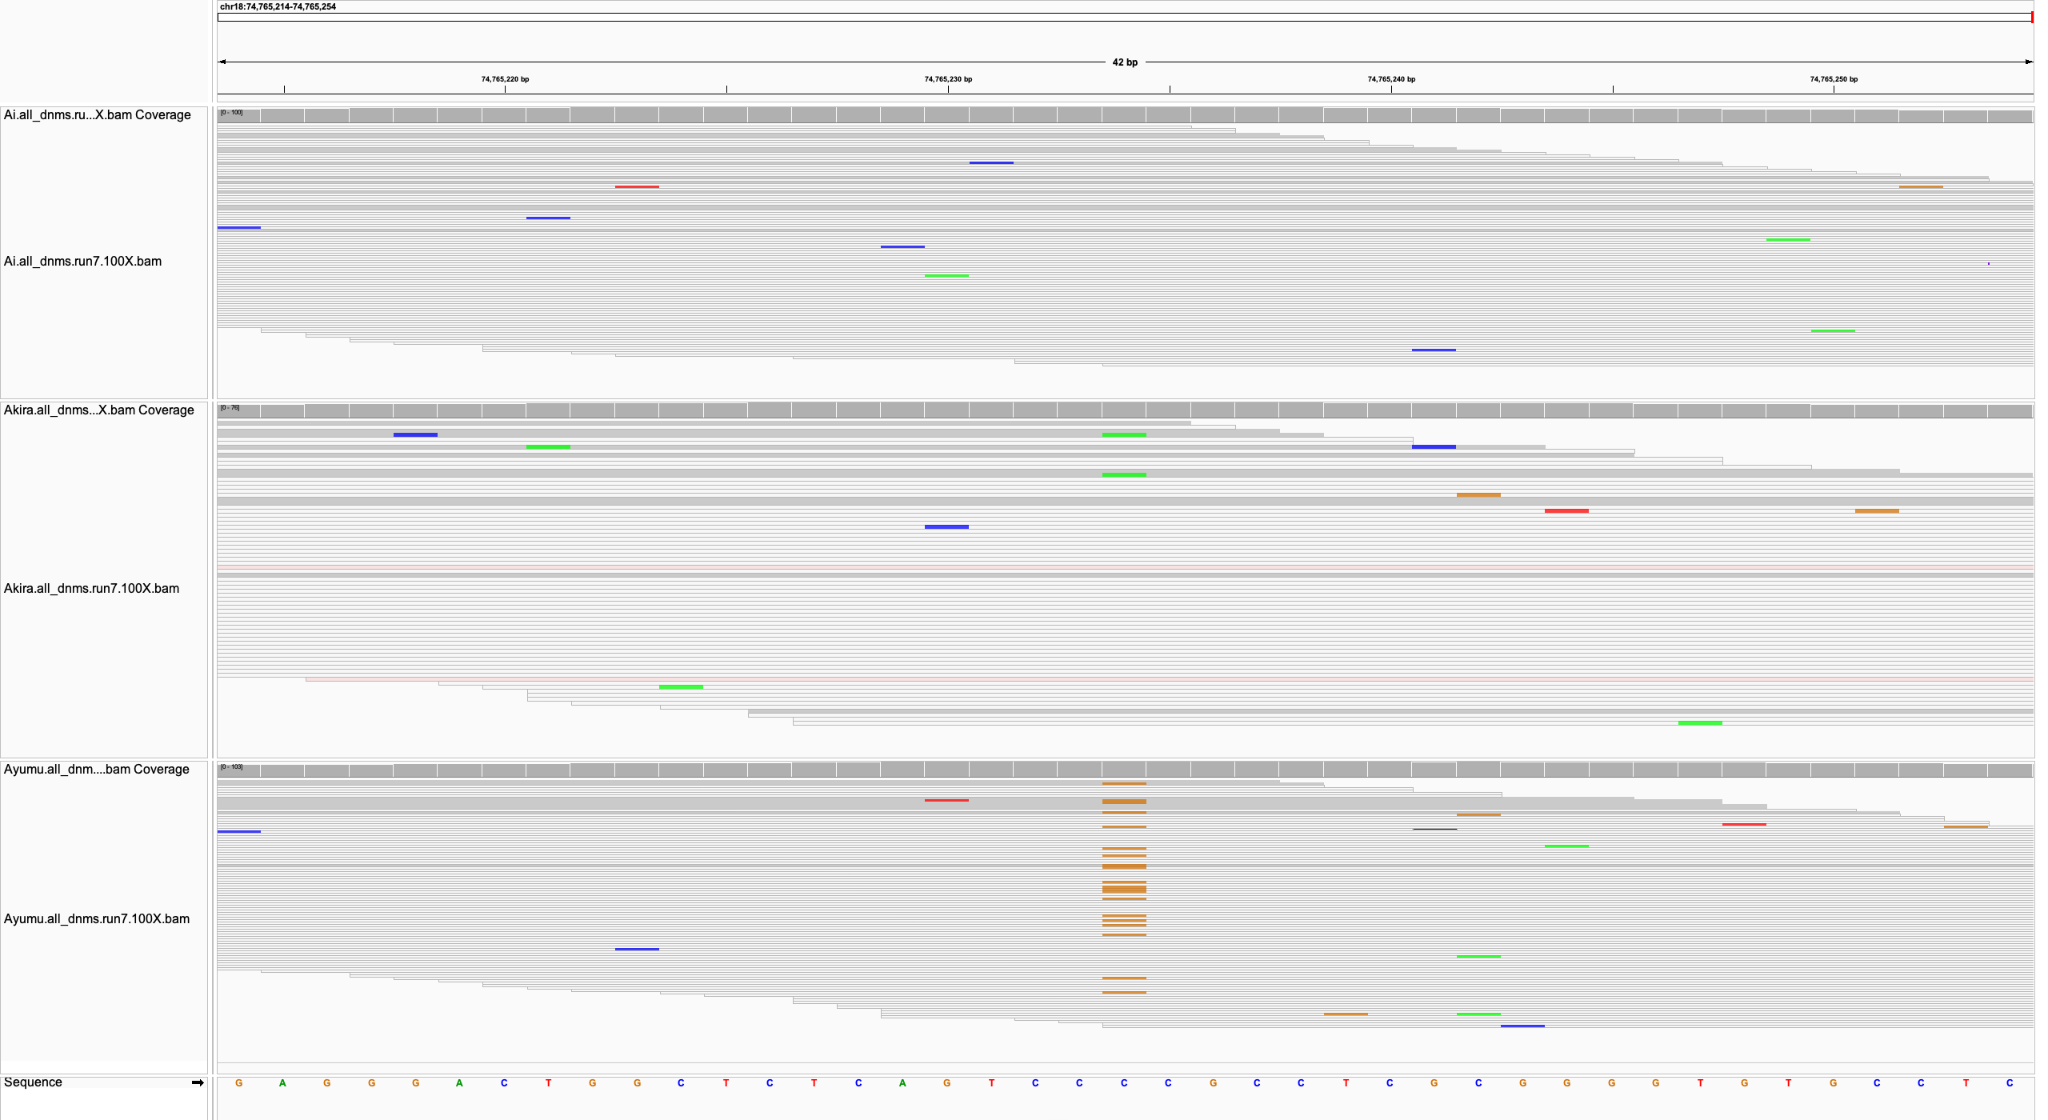 chr18:74,765,214-74,765,254
42 bp
74,765,220 bp 74,765,230 bp 74,765,240 bp 74,765,250 bp
Ai.all_dnms.ru...X.bam Coverage
[0 - 100]
Ai.all_dnms.run7.100X.bam
Akira.all_dnms...X.bam Coverage
[0 - 76]
Akira.all_dnms.run7.100X.bam
Ayumu.all_dnm....bam Coverage
[0 - 103]
Ayumu.all_dnms.run7.100X.bam
Sequence G A G G G A C T G G C T C T C A G T C C C C G C C T C G C G G G G T G T G C C T C